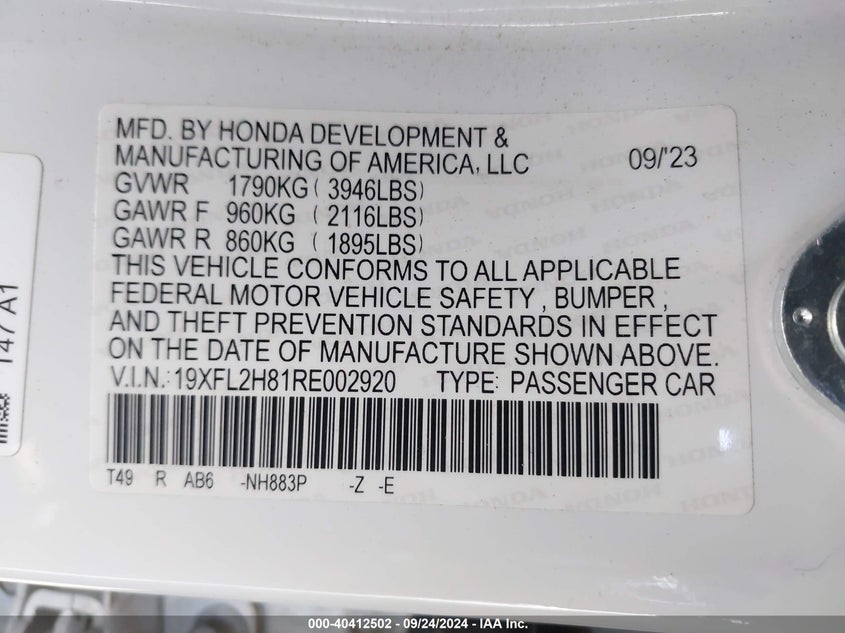 MFD. BY HONDA DEVELOPMENT &
MANUFACTURING OF AMERICA, LLC 09/'23
GVWR 1790KG ( 3946LBS)
GAWR F 960KG ( 2116LBS)
GAWR R 860KG ( 1895LBS)
THIS VEHICLE CONFORMS TO ALL APPLICABLE
FEDERAL MOTOR VEHICLE SAFETY , BUMPER ,
AND THEFT PREVENTION STANDARDS IN EFFECT
ON THE DATE OF MANUFACTURE SHOWN ABOVE.
V.I.N.: 19XFL2H81RE002920 TYPE: PASSENGER CAR
T49 R AB6 -NH883P -Z -E
000-40412502 - 09/24/2024 - IAA Inc.